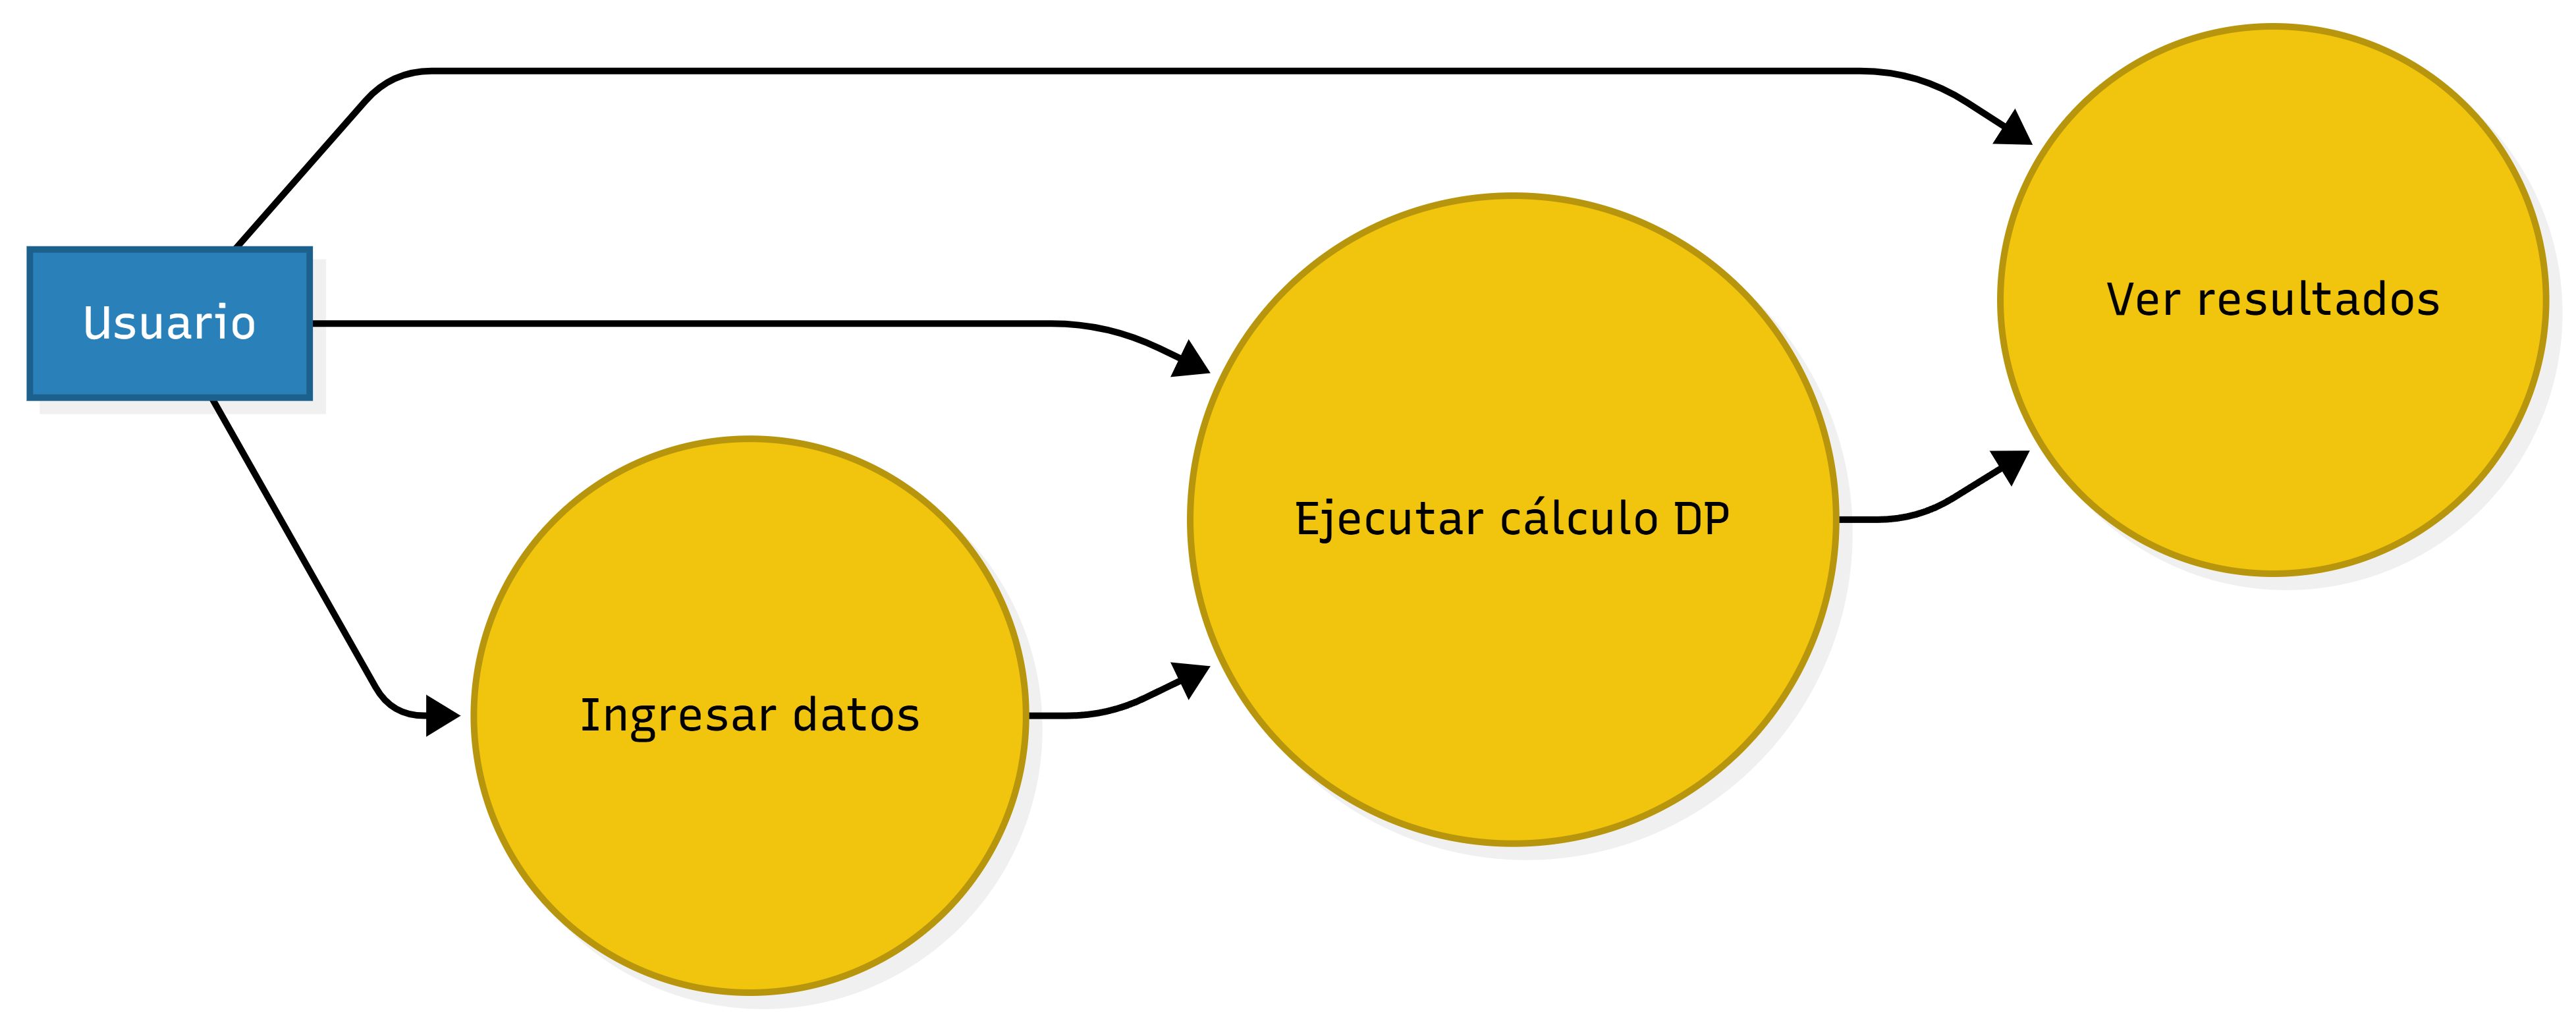 Usuario
Ingresar datos
Ejecutar cálculo DP
Ver resultados